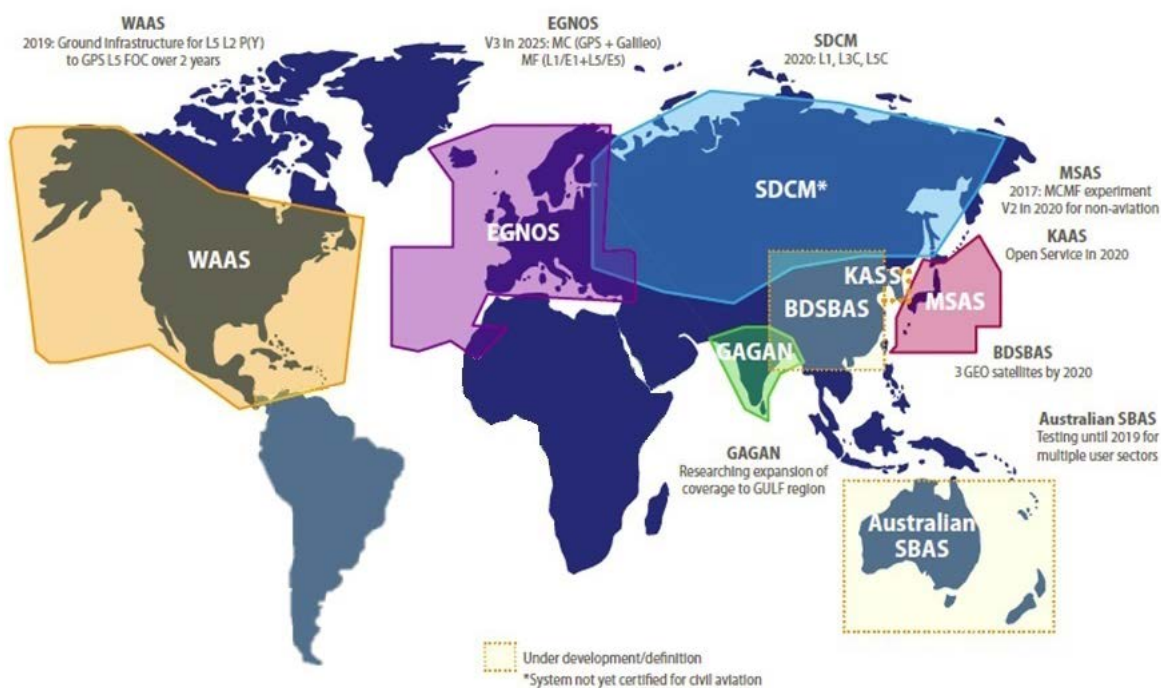 WAAS
2019: Ground Infrastructure for L5 L2 P(Y)
to GPS L5 FOC over 2 years
EGNOS
V3 in 2025: MC (GPS + Galileo)
MF (L1/E1+L5/E5)
SDCM
2020: L1, L3C, L5C
MSAS
2017: MCMF experiment
V2 in 2020 for non-aviation
KAAS
Open Service in 2020
SDCM*
EGNOS
WAAS
KASS
BDSBAS
MSAS
GAGAN
BDSBAS
3 GEO satellites by 2020
Australian SBAS
Testing until 2019 for
multiple user sectors
GAGAN
Researching expansion of
coverage to GULF region
Australian
SBAS
Under development/definition
*System not yet certified for civil aviation